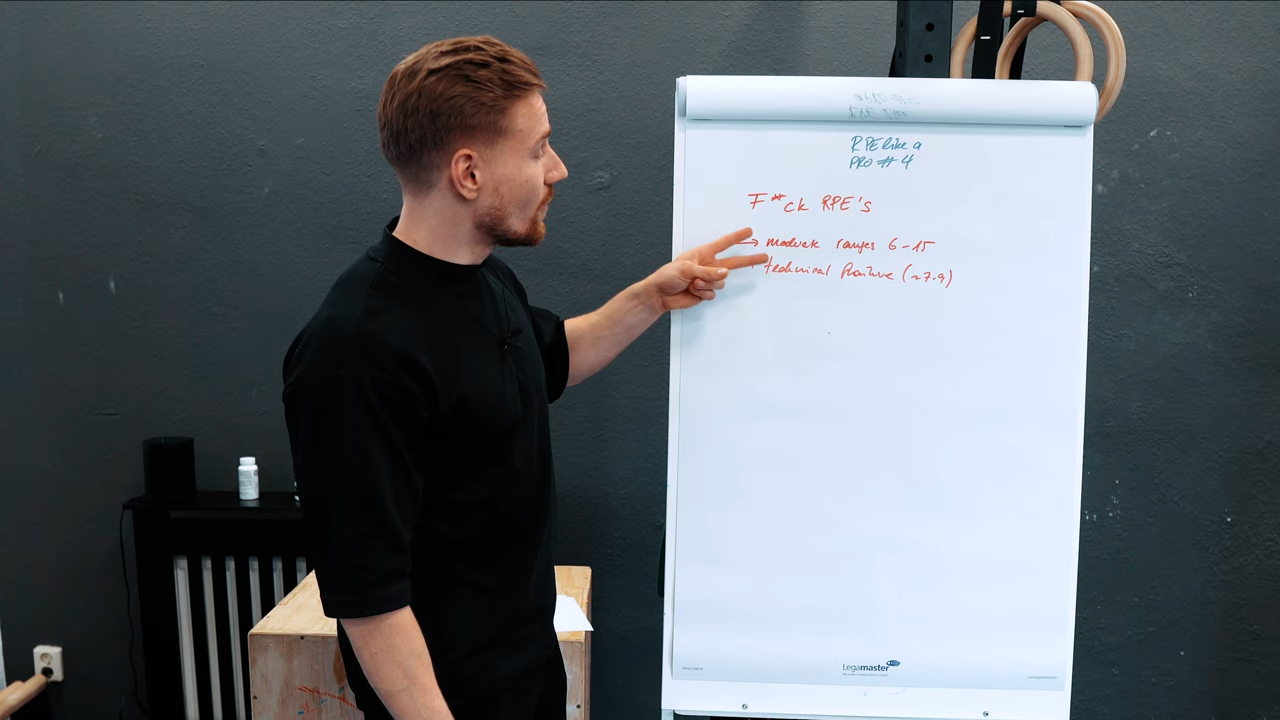 RPE like a
PRO #4
F*ck RPE's
→ moderate ranges 6-15
technical failure (~7-9)
Legamaster